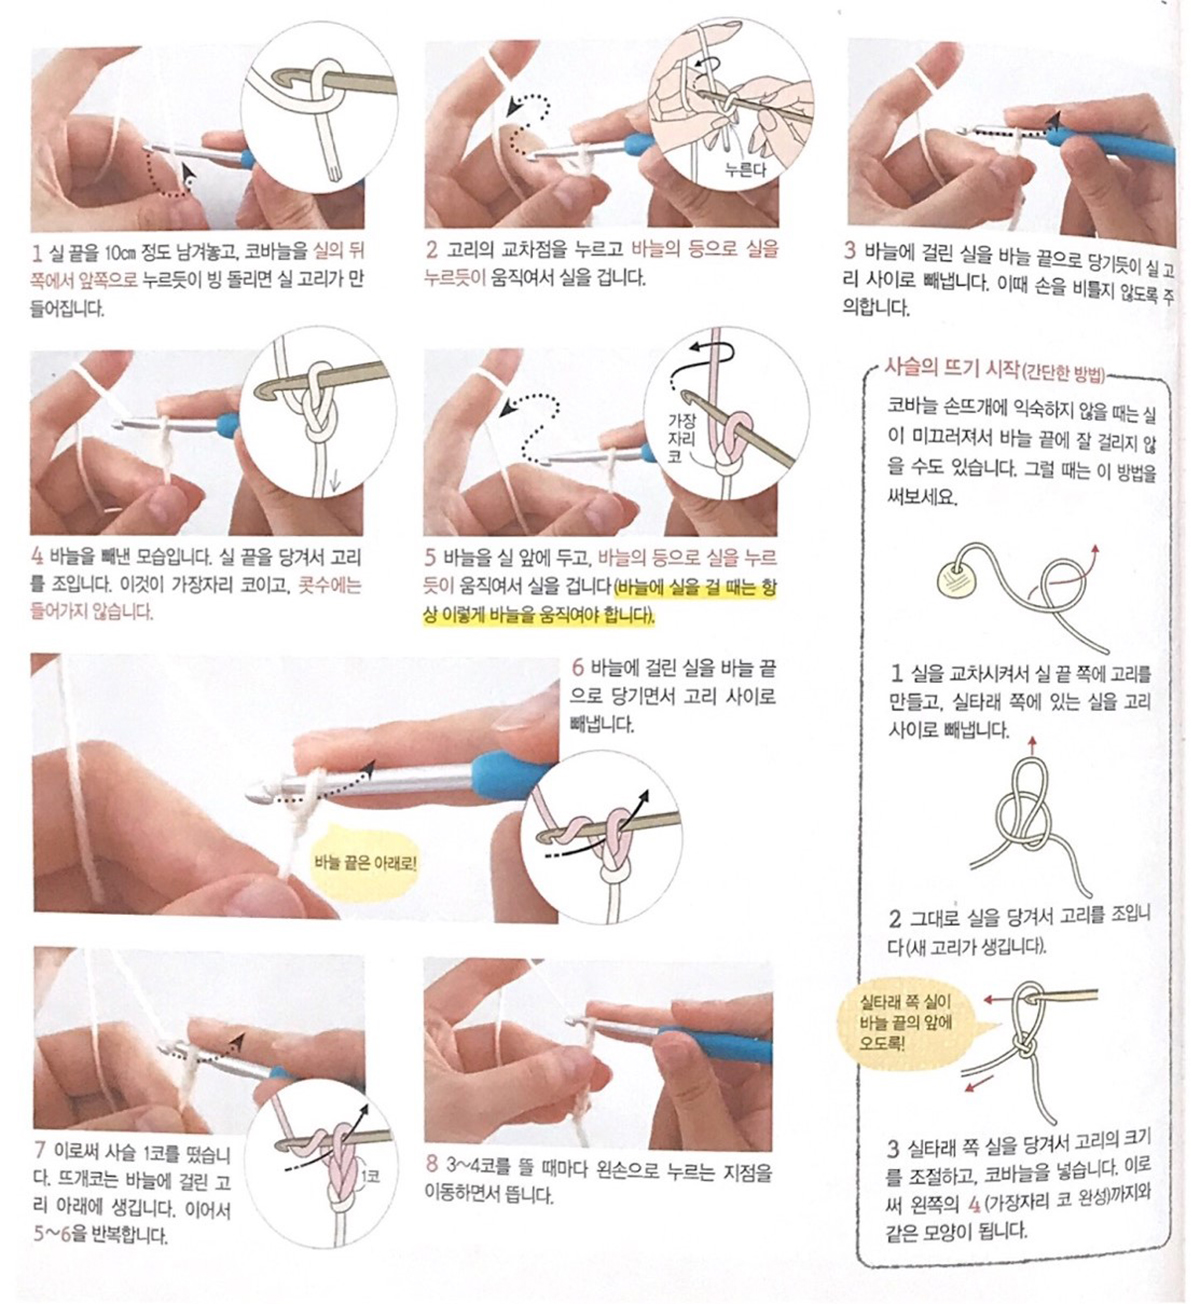 누른다
1 실 끝을 10㎝ 정도 남겨놓고, 코바늘을 실의 뒤
쪽에서 앞쪽으로 누르듯이 빙 돌리면 실 고리가 만
들어집니다.
2 고리의 교차점을 누르고 바늘의 등으로 실을
누르듯이 움직여서 실을 겁니다.
3 바늘에 걸린 실을 바늘 끝으로 당기듯이 실 고
리 사이로 빼냅니다. 이때 손을 비틀지 않도록 주
의합니다.
가장
자리
코
4 바늘을 빼낸 모습입니다. 실 끝을 당겨서 고리
를 조입니다. 이것이 가장자리 코이고, 콧수에는
들어가지 않습니다.
5 바늘을 실 앞에 두고, 바늘의 등으로 실을 누르
듯이 움직여서 실을 겁니다(바늘에 실을 걸 때는 항
상 이렇게 바늘을 움직여야 합니다).
6 바늘에 걸린 실을 바늘 끝
으로 당기면서 고리 사이로
빼냅니다.
바늘 끝은 아래로!
7 이로써 사슬 1코를 떴습니
다. 뜨개코는 바늘에 걸린 고
리 아래에 생깁니다. 이어서
5~6을 반복합니다.
1코
8 3~4코를 뜰 때마다 왼손으로 누르는 지점을
이동하면서 뜹니다.
사슬의 뜨기 시작(간단한 방법)
코바늘 손뜨개에 익숙하지 않을 때는 실
이 미끄러져서 바늘 끝에 잘 걸리지 않
을 수도 있습니다. 그럴 때는 이 방법을
써보세요.
1 실을 교차시켜서 실 끝 쪽에 고리를
만들고, 실타래 쪽에 있는 실을 고리
사이로 빼냅니다.
2 그대로 실을 당겨서 고리를 조입니
다(새 고리가 생깁니다).
실타래 쪽 실이
바늘 끝의 앞에
오도록!
3 실타래 쪽 실을 당겨서 고리의 크기
를 조절하고, 코바늘을 넣습니다. 이로
써 왼쪽의 4(가장자리 코 완성)까지와
같은 모양이 됩니다.